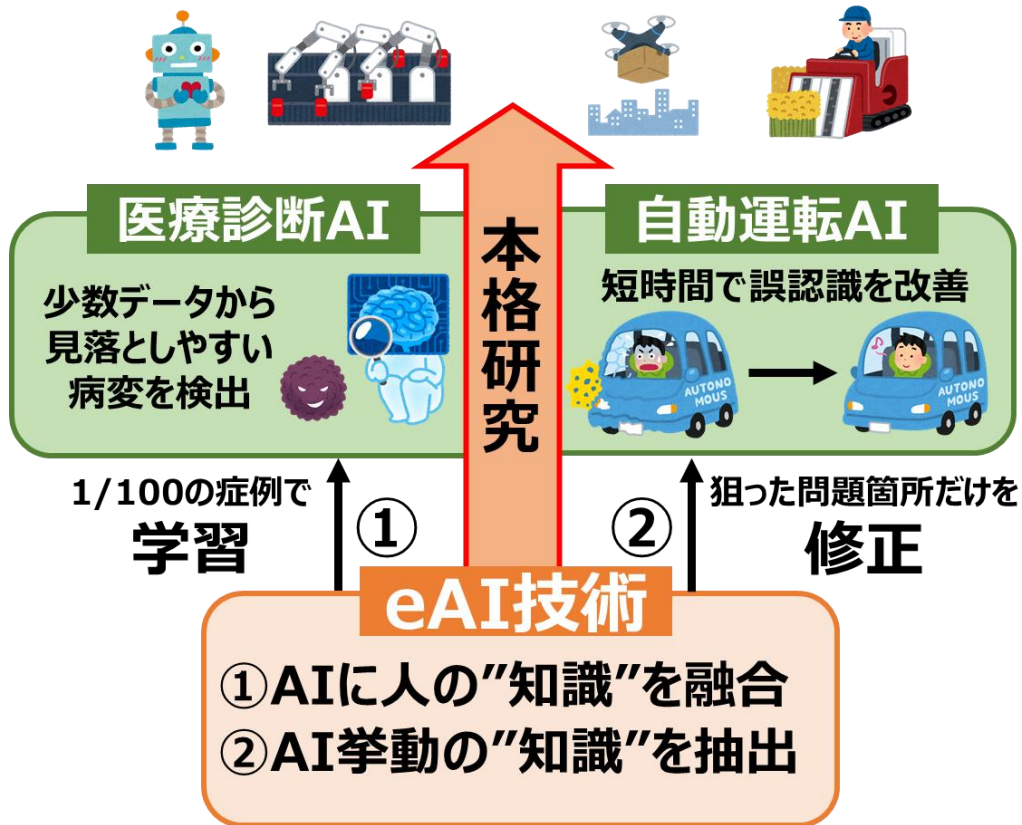 医療診断AI
少数データから
見落としやすい
病変を検出
本格研究
自動運転AI
短時間で誤認識を改善
AUTONO
MOUS
AUTONO
MOUS
1/100の症例で
学習
①
②
狙った問題箇所だけを
修正
eAI技術
①AIに人の”知識”を融合
②AI挙動の”知識”を抽出